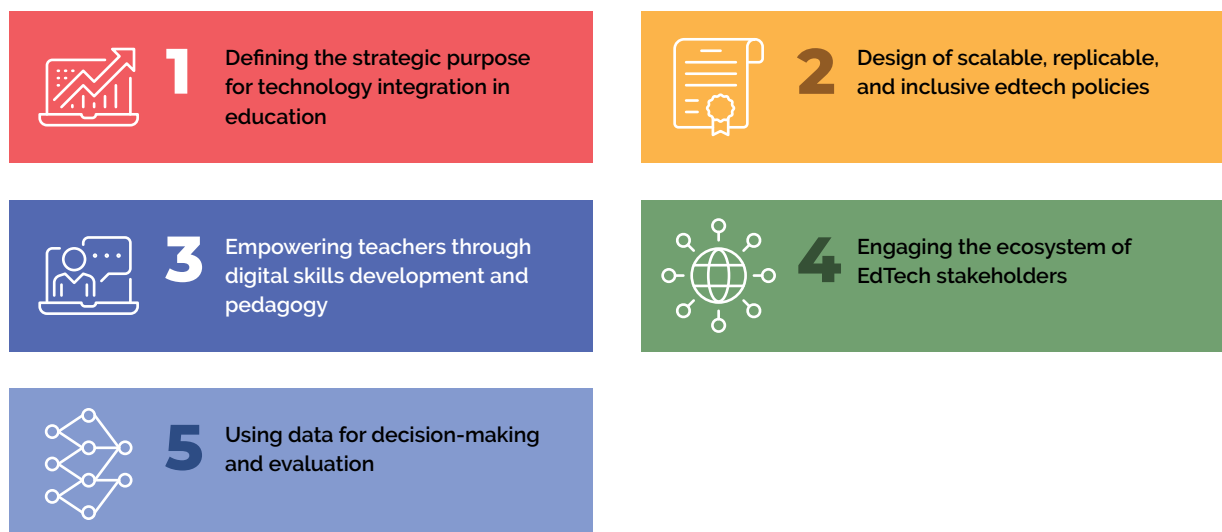 1
Defining the strategic purpose
for technology integration in
education
2
Design of scalable, replicable,
and inclusive edtech policies
3
Empowering teachers through
digital skills development and
pedagogy
4
Engaging the ecosystem of
EdTech stakeholders
5
Using data for decision-making
and evaluation